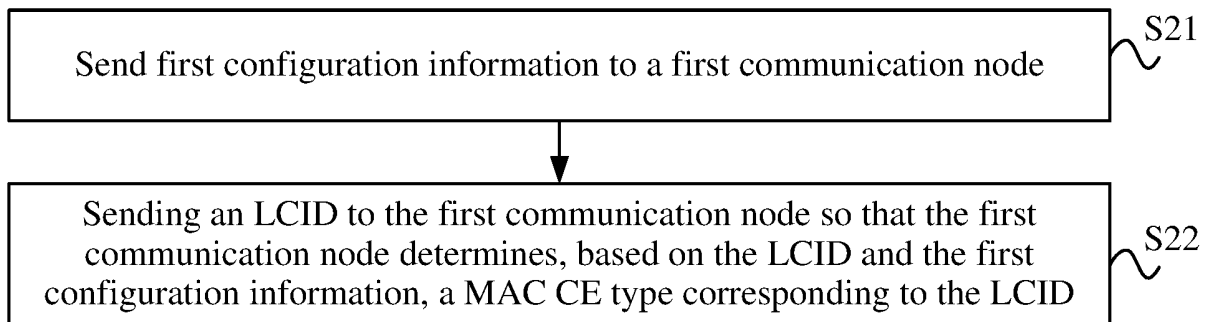 Send first configuration information to a first communication node
S21
Sending an LCID to the first communication node so that the first
communication node determines, based on the LCID and the first
configuration information, a MAC CE type corresponding to the LCID
S22